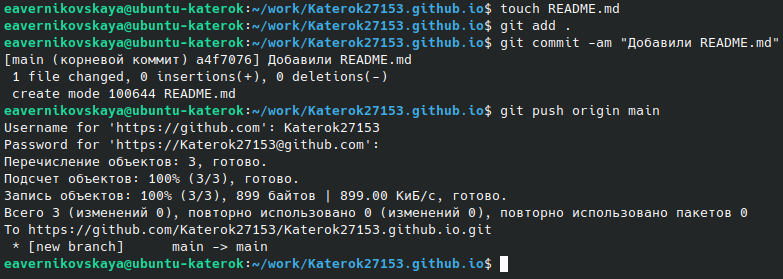 eavernikovskaya@ubuntu-katerok:~/work/Katerok27153.github.io$ touch README.md
eavernikovskaya@ubuntu-katerok:~/work/Katerok27153.github.io$ git add .
eavernikovskaya@ubuntu-katerok:~/work/Katerok27153.github.io$ git commit -am "Добавили README.md"
[main (корневой коммит) a4f7076] Добавили README.md
 1 file changed, 0 insertions(+), 0 deletions(-)
 create mode 100644 README.md
eavernikovskaya@ubuntu-katerok:~/work/Katerok27153.github.io$ git push origin main
Username for 'https://github.com': Katerok27153
Password for 'https://Katerok27153@github.com':
Перечисление объектов: 3, готово.
Подсчет объектов: 100% (3/3), готово.
Запись объектов: 100% (3/3), 899 байтов | 899.00 КиБ/с, готово.
Всего 3 (изменений 0), повторно использовано 0 (изменений 0), повторно использовано пакетов 0
To https://github.com/Katerok27153/Katerok27153.github.io.git
 * [new branch]      main -> main
eavernikovskaya@ubuntu-katerok:~/work/Katerok27153.github.io$